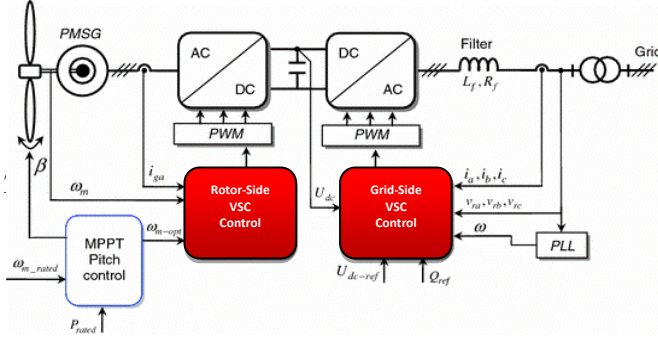 PMSG
AC
DC
DC
AC
Filter
L_f, R_f
Grid
PWM
PWM
β
ω_m
i_ga
Rotor-Side
VSC
Control
U_dc
Grid-Side
VSC
Control
i_a, i_b, i_c
v_ra, v_rb, v_rc
ω
PLL
MPPT
Pitch
control
ω_m-opt
ω_m_rated
P_rated
U_dc-ref
Q_ref